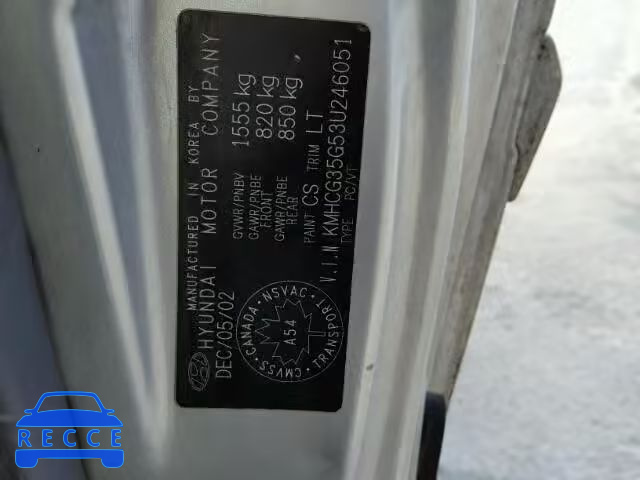 MANUFACTURED IN KOREA BY
HYUNDAI MOTOR COMPANY
DEC/05/02
GVWR/PNBV 1555 kg
GAWR/PNBE FRONT 820 kg
GAWR/PNBE REAR 850 kg
PAINT CS TRIM LT
V.I.N KMHCG35G53U246051
TYPE PC/VT
CANADA • NSVAC • TRANSPORT • CMVSS •
A54
RECCE